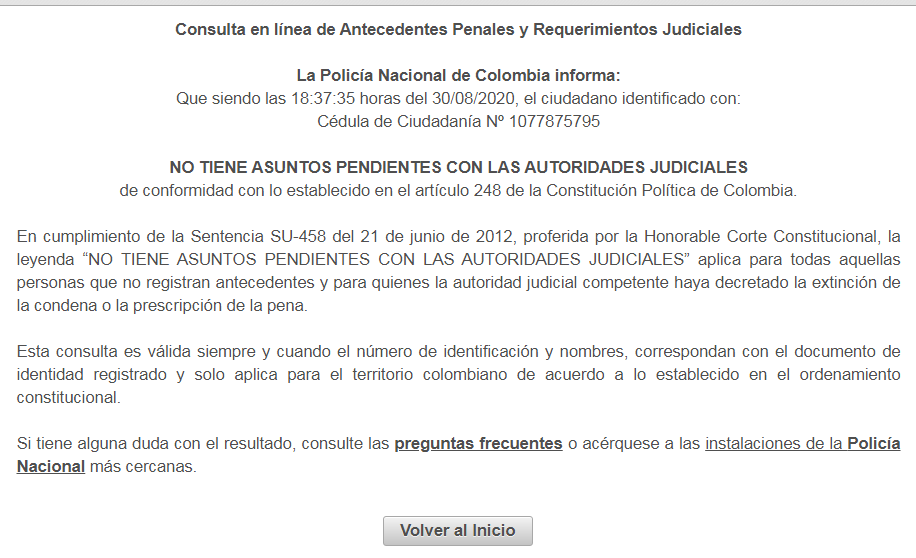 Consulta en línea de Antecedentes Penales y Requerimientos Judiciales
La Policía Nacional de Colombia informa:
Que siendo las 18:37:35 horas del 30/08/2020, el ciudadano identificado con:
Cédula de Ciudadanía Nº 1077875795
NO TIENE ASUNTOS PENDIENTES CON LAS AUTORIDADES JUDICIALES
de conformidad con lo establecido en el artículo 248 de la Constitución Política de Colombia.
En cumplimiento de la Sentencia SU-458 del 21 de junio de 2012, proferida por la Honorable Corte Constitucional, la
leyenda “NO TIENE ASUNTOS PENDIENTES CON LAS AUTORIDADES JUDICIALES” aplica para todas aquellas
personas que no registran antecedentes y para quienes la autoridad judicial competente haya decretado la extinción de
la condena o la prescripción de la pena.
Esta consulta es válida siempre y cuando el número de identificación y nombres, correspondan con el documento de
identidad registrado y solo aplica para el territorio colombiano de acuerdo a lo establecido en el ordenamiento
constitucional.
Si tiene alguna duda con el resultado, consulte las preguntas frecuentes o acérquese a las instalaciones de la Policía
Nacional más cercanas.
Volver al Inicio